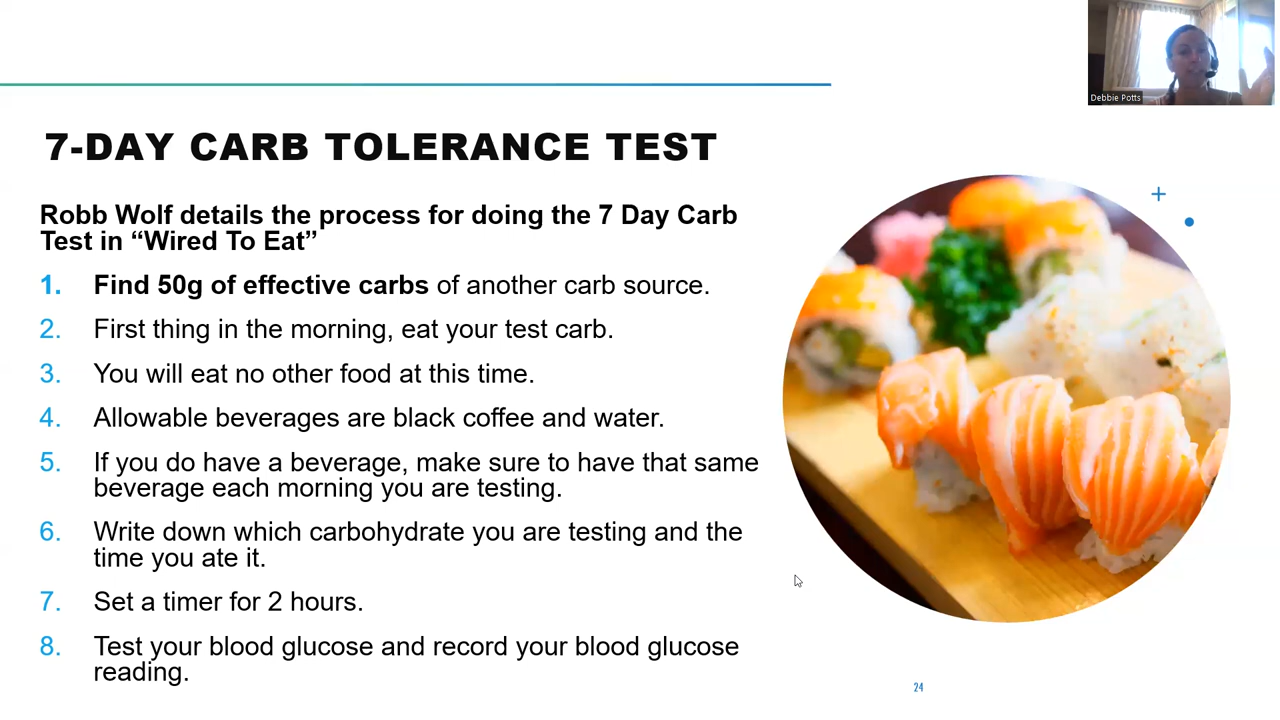 Debbie Potts
7-DAY CARB TOLERANCE TEST
Robb Wolf details the process for doing the 7 Day Carb
Test in “Wired To Eat”
1. Find 50g of effective carbs of another carb source.
2. First thing in the morning, eat your test carb.
3. You will eat no other food at this time.
4. Allowable beverages are black coffee and water.
5. If you do have a beverage, make sure to have that same
beverage each morning you are testing.
6. Write down which carbohydrate you are testing and the
time you ate it.
7. Set a timer for 2 hours.
8. Test your blood glucose and record your blood glucose
reading.
24